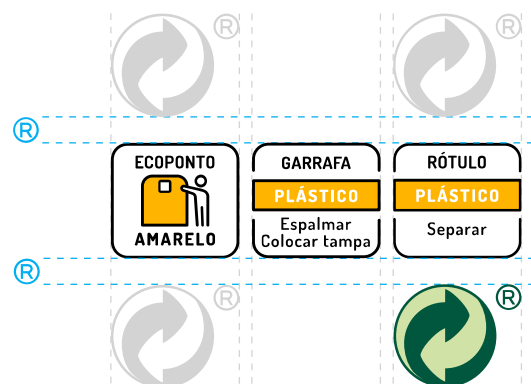 ®
®
®
ECOPONTO
AMARELO
GARRAFA
PLÁSTICO
Espalmar
Colocar tampa
RÓTULO
PLÁSTICO
Separar
®
®
®